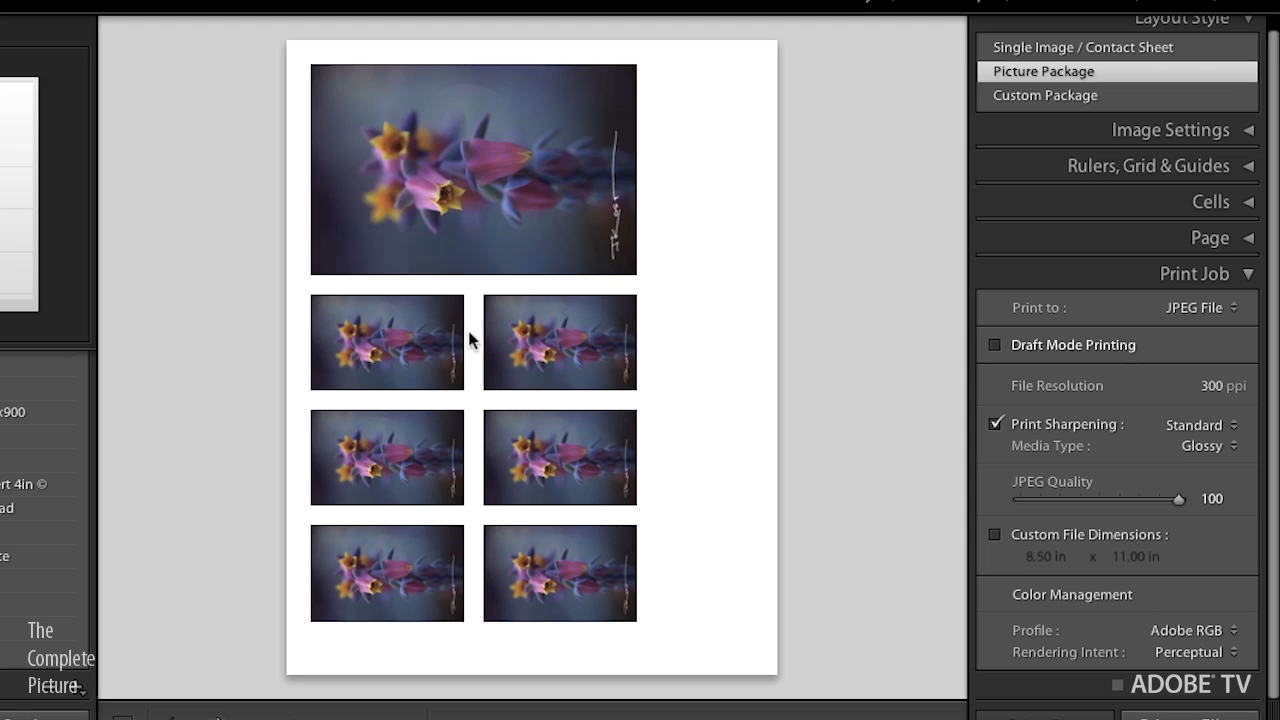 Layout Style
Single Image / Contact Sheet
Picture Package
Custom Package
Image Settings
Rulers, Grid & Guides
Cells
Page
Print Job
Print to : JPEG File
Draft Mode Printing
File Resolution 300 ppi
Print Sharpening : Standard
Media Type : Glossy
JPEG Quality 100
Custom File Dimensions :
8.50 in x 11.00 in
Color Management
Profile : Adobe RGB
Rendering Intent : Perceptual
ADOBE TV
x900
ert 4in ©
ad
te
The
Complete
Picture